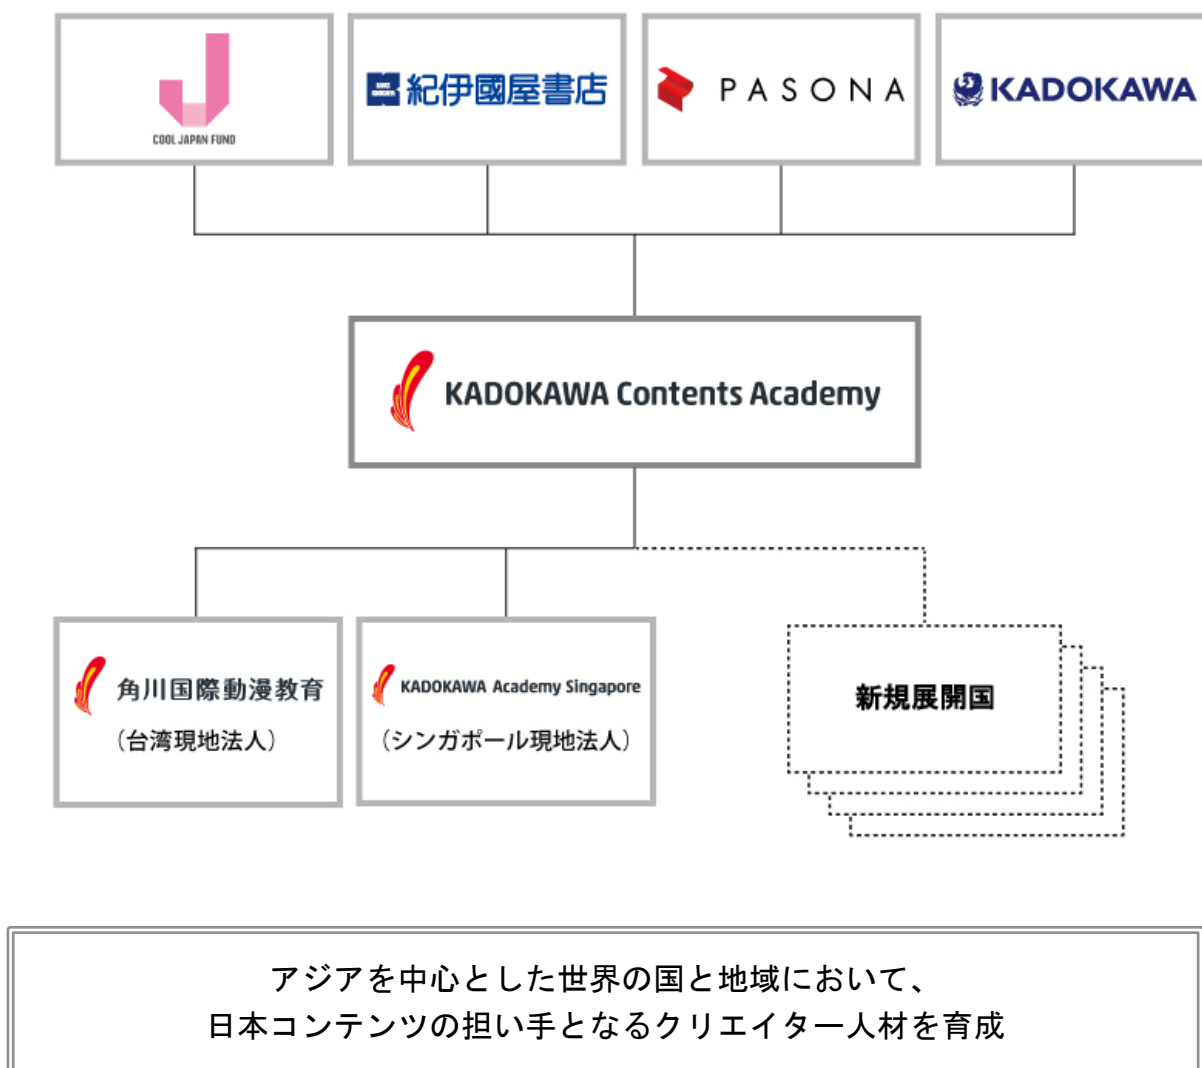 COOL JAPAN FUND
紀伊國屋書店
PASONA
KADOKAWA
KADOKAWA Contents Academy
角川国際動漫教育
（台湾現地法人）
KADOKAWA Academy Singapore
（シンガポール現地法人）
新規展開国
アジアを中心とした世界の国と地域において、
日本コンテンツの担い手となるクリエイター人材を育成